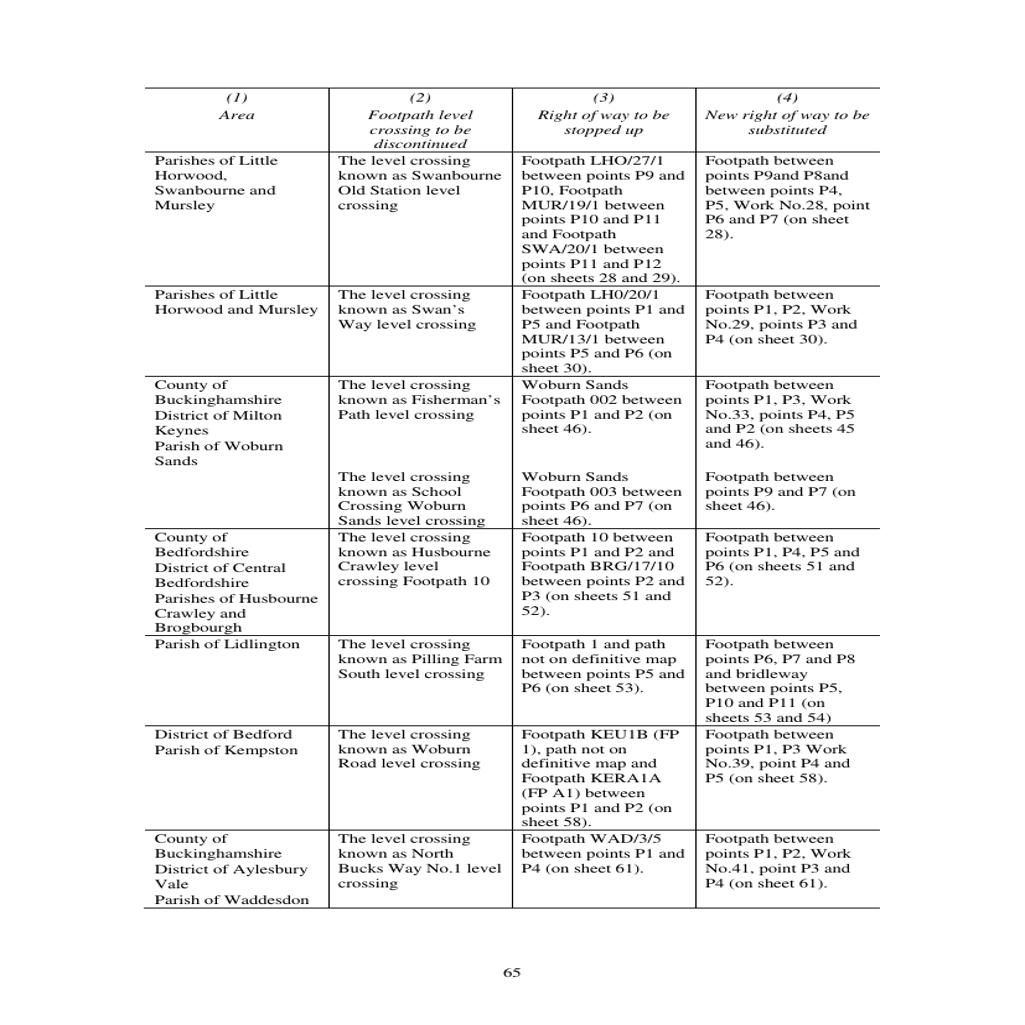 (1)
Area
(2)
Footpath level
crossing to be
discontinued
(3)
Right of way to be
stopped up
(4)
New right of way to be
substituted
Parishes of Little
Horwood,
Swanbourne and
Mursley
The level crossing
known as Swanbourne
Old Station level
crossing
Footpath LHO/27/1
between points P9 and
P10, Footpath
MUR/19/1 between
points P10 and P11
and Footpath
SWA/20/1 between
points P11 and P12
(on sheets 28 and 29).
Footpath between
points P9and P8and
between points P4,
P5, Work No.28, point
P6 and P7 (on sheet
28).
Parishes of Little
Horwood and Mursley
The level crossing
known as Swan's
Way level crossing
Footpath LH0/20/1
between points P1 and
P5 and Footpath
MUR/13/1 between
points P5 and P6 (on
sheet 30).
Footpath between
points P1, P2, Work
No.29, points P3 and
P4 (on sheet 30).
County of
Buckinghamshire
District of Milton
Keynes
Parish of Woburn
Sands
The level crossing
known as Fisherman's
Path level crossing
Woburn Sands
Footpath 002 between
points P1 and P2 (on
sheet 46).
Footpath between
points P1, P3, Work
No.33, points P4, P5
and P2 (on sheets 45
and 46).
The level crossing
known as School
Crossing Woburn
Sands level crossing
Woburn Sands
Footpath 003 between
points P6 and P7 (on
sheet 46).
Footpath between
points P9 and P7 (on
sheet 46).
County of
Bedfordshire
District of Central
Bedfordshire
Parishes of Husbourne
Crawley and
Brogbourgh
The level crossing
known as Husbourne
Crawley level
crossing Footpath 10
Footpath 10 between
points P1 and P2 and
Footpath BRG/17/10
between points P2 and
P3 (on sheets 51 and
52).
Footpath between
points P1, P4, P5 and
P6 (on sheets 51 and
52).
Parish of Lidlington
The level crossing
known as Pilling Farm
South level crossing
Footpath 1 and path
not on definitive map
between points P5 and
P6 (on sheet 53).
Footpath between
points P6, P7 and P8
and bridleway
between points P5,
P10 and P11 (on
sheets 53 and 54)
District of Bedford
Parish of Kempston
The level crossing
known as Woburn
Road level crossing
Footpath KEU1B (FP
1), path not on
definitive map and
Footpath KERA1A
(FP A1) between
points P1 and P2 (on
sheet 58).
Footpath between
points P1, P3 Work
No.39, point P4 and
P5 (on sheet 58).
County of
Buckinghamshire
District of Aylesbury
Vale
Parish of Waddesdon
The level crossing
known as North
Bucks Way No.1 level
crossing
Footpath WAD/3/5
between points P1 and
P4 (on sheet 61).
Footpath between
points P1, P2, Work
No.41, point P3 and
P4 (on sheet 61).
65